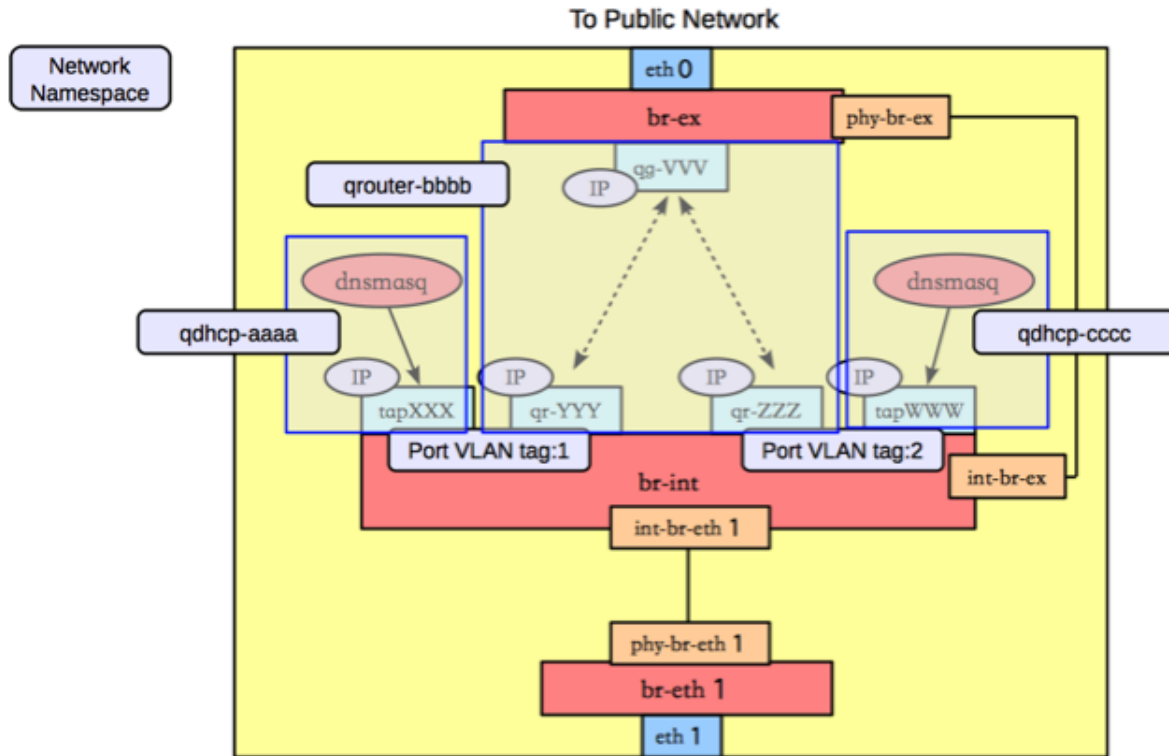 To Public Network
Network
Namespace
eth 0
br-ex
phy-br-ex
qg-VVV
IP
qrouter-bbbb
dnsmasq
dnsmasq
qdhcp-aaaa
qdhcp-cccc
IP
IP
IP
IP
tapXXX
qr-YYY
qr-ZZZ
tapWWW
Port VLAN tag:1
Port VLAN tag:2
br-int
int-br-ex
int-br-eth 1
phy-br-eth 1
br-eth 1
eth 1